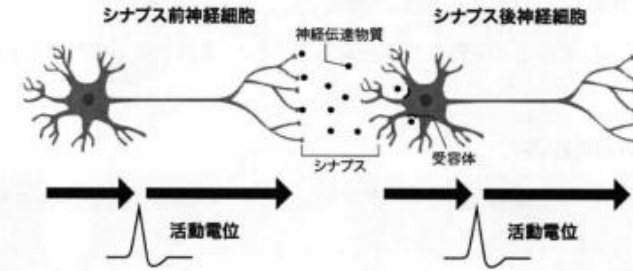 シナプス前神経細胞
シナプス後神経細胞
神経伝達物質
受容体
シナプス
活動電位
活動電位